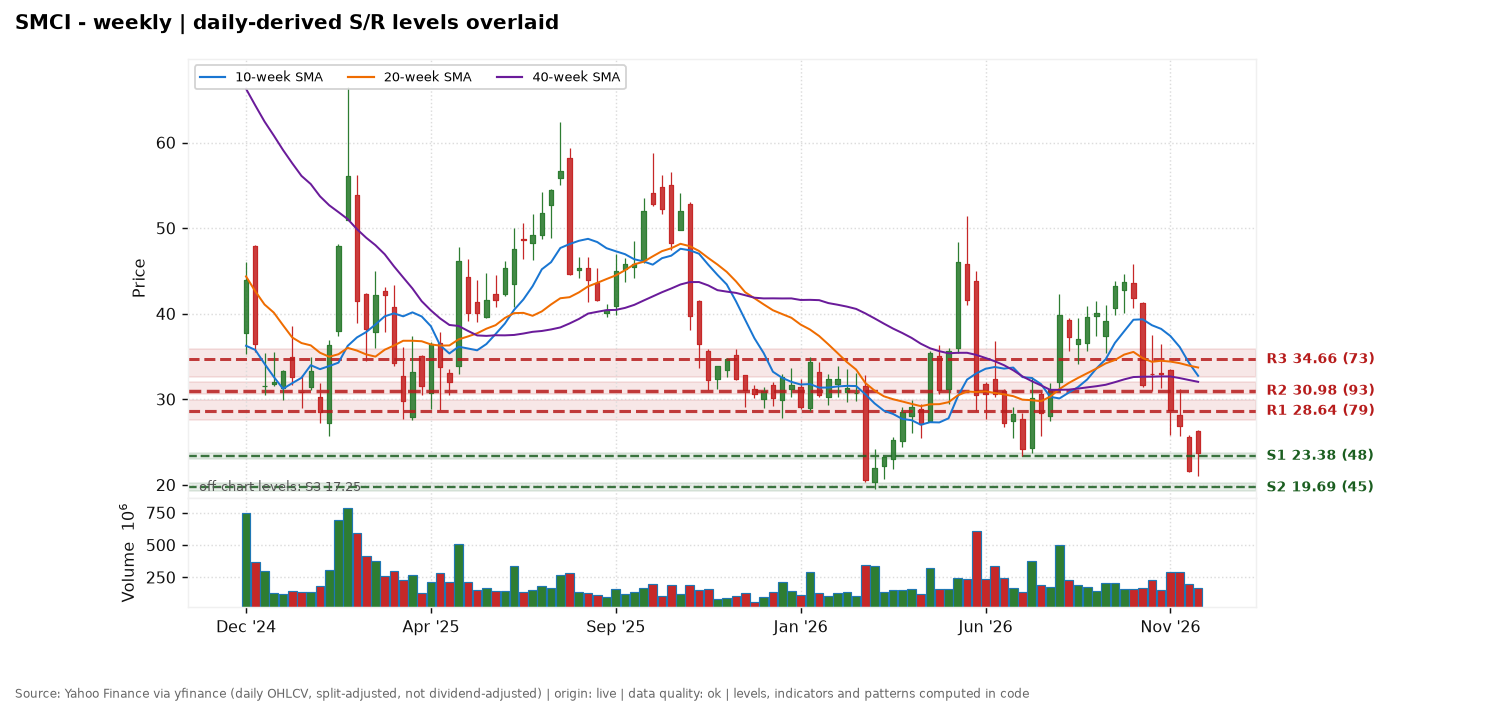 SMCI - weekly | daily-derived S/R levels overlaid
10-week SMA
20-week SMA
40-week SMA
Price
60
50
40
30
20
R3 34.66 (73)
R2 30.98 (93)
R1 28.64 (79)
S1 23.38 (48)
S2 19.69 (45)
off-chart levels: S3 17.25
Volume 10^6
750
500
250
Dec '24
Apr '25
Sep '25
Jan '26
Jun '26
Nov '26
Source: Yahoo Finance via yfinance (daily OHLCV, split-adjusted, not dividend-adjusted) | origin: live | data quality: ok | levels, indicators and patterns computed in code